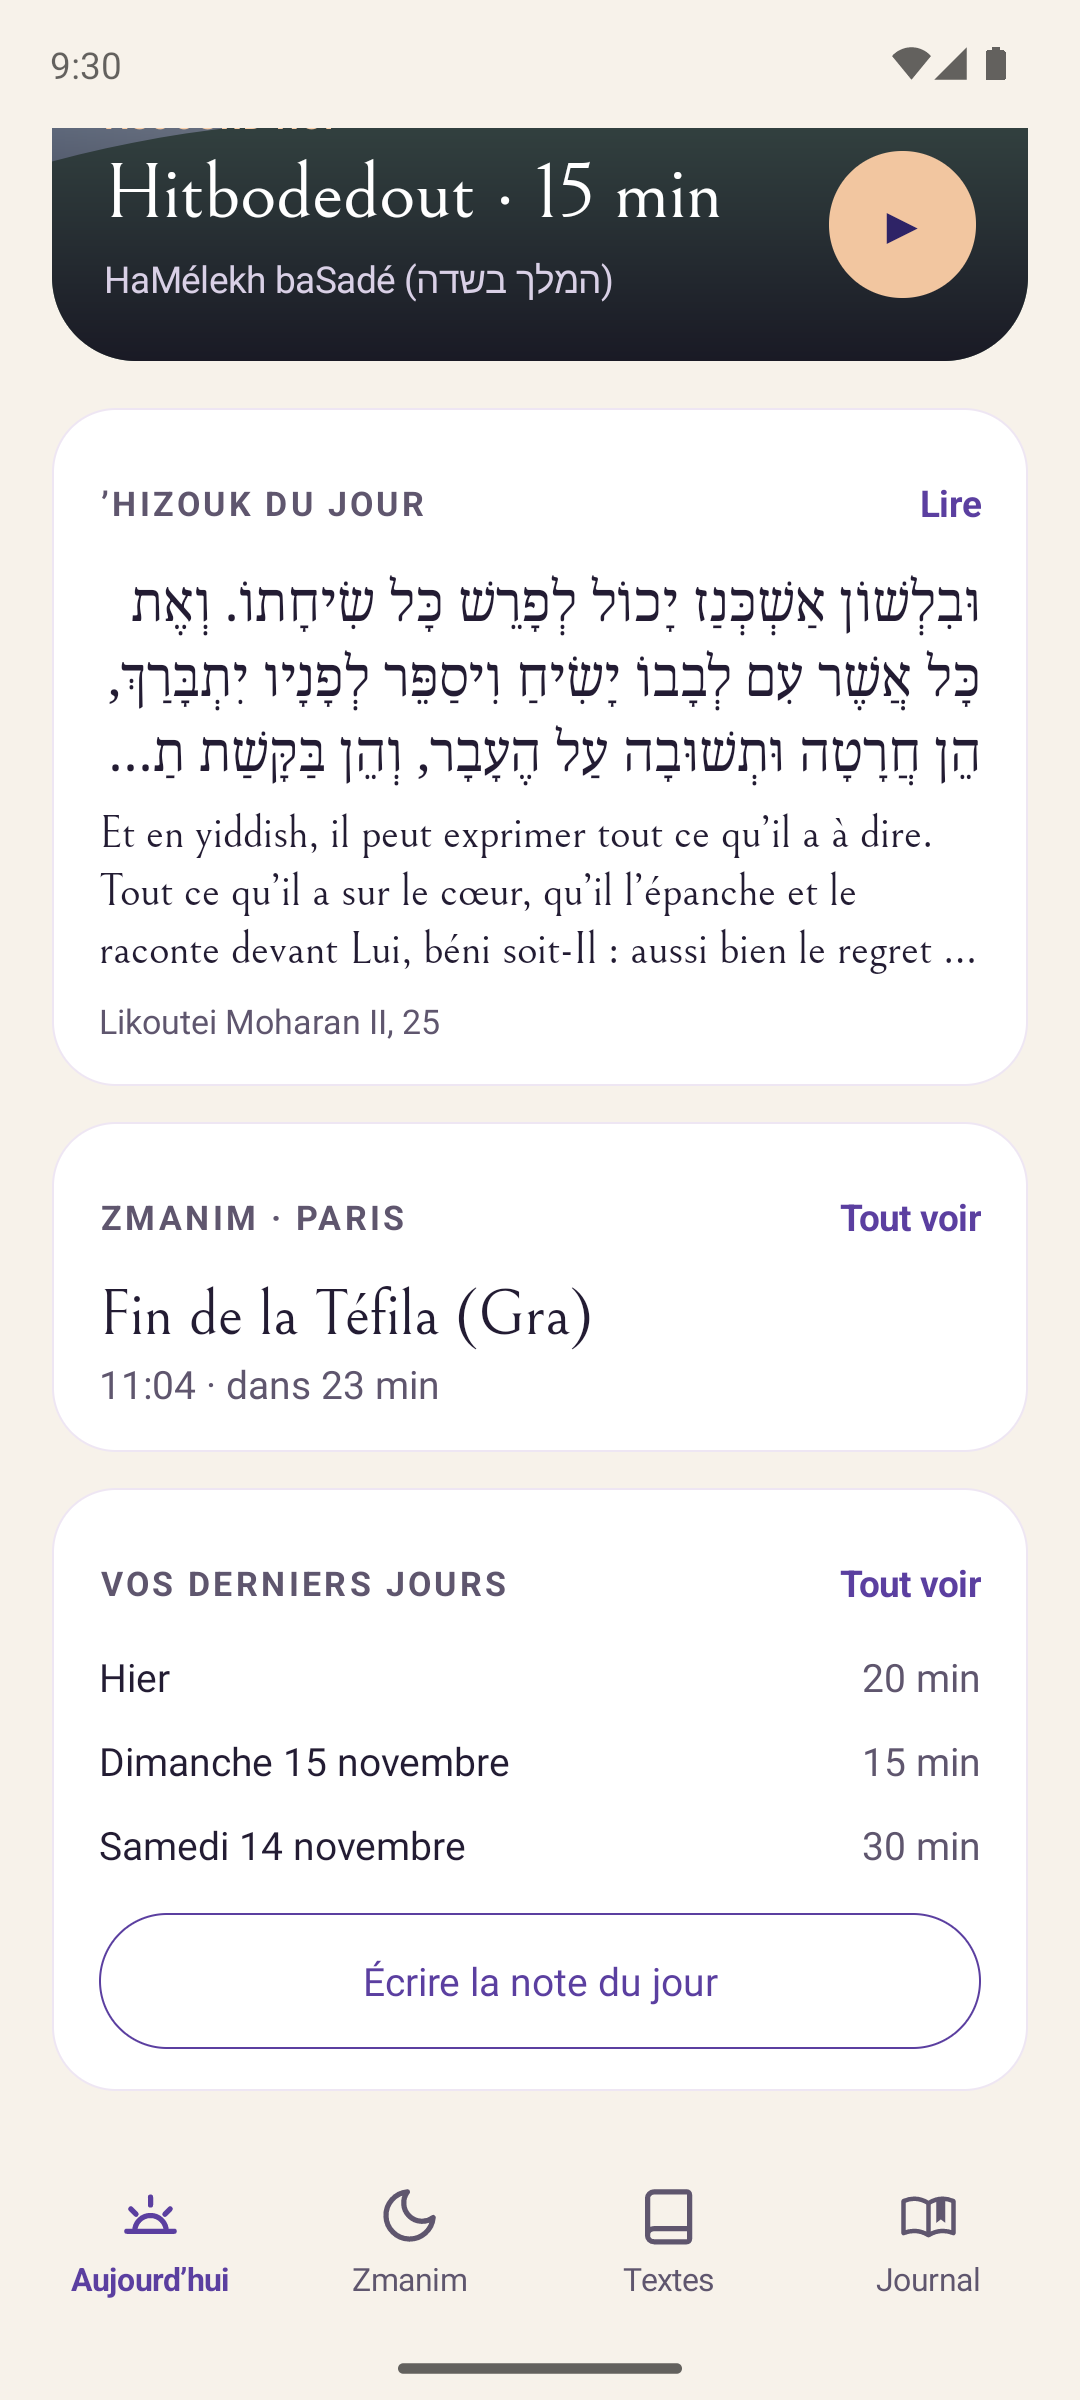 9:30
Hitbodedout · 15 min
▶
HaMélekh baSadé (המלך בשדה)
’HIZOUK DU JOUR
Lire
וּבִלְשׁוֹן אַשְׁכְּנַז יָכוֹל לְפָרֵשׁ כָּל שִׂיחָתוֹ. וְאֶת
כָּל אֲשֶׁר עִם לְבָבוֹ יָשִׂיחַ וִיסַפֵּר לְפָנָיו יִתְבָּרַךְ,
הֵן חֲרָטָה וּתְשׁוּבָה עַל הֶעָבָר, וְהֵן בַּקָּשַׁת תַ...
Et en yiddish, il peut exprimer tout ce qu’il a à dire.
Tout ce qu’il a sur le cœur, qu’il l’épanche et le
raconte devant Lui, béni soit-Il : aussi bien le regret ...
Likoutei Moharan II, 25
ZMANIM · PARIS
Tout voir
Fin de la Téfila (Gra)
11:04 · dans 23 min
VOS DERNIERS JOURS
Tout voir
Hier
20 min
Dimanche 15 novembre
15 min
Samedi 14 novembre
30 min
Écrire la note du jour
Aujourd’hui
Zmanim
Textes
Journal